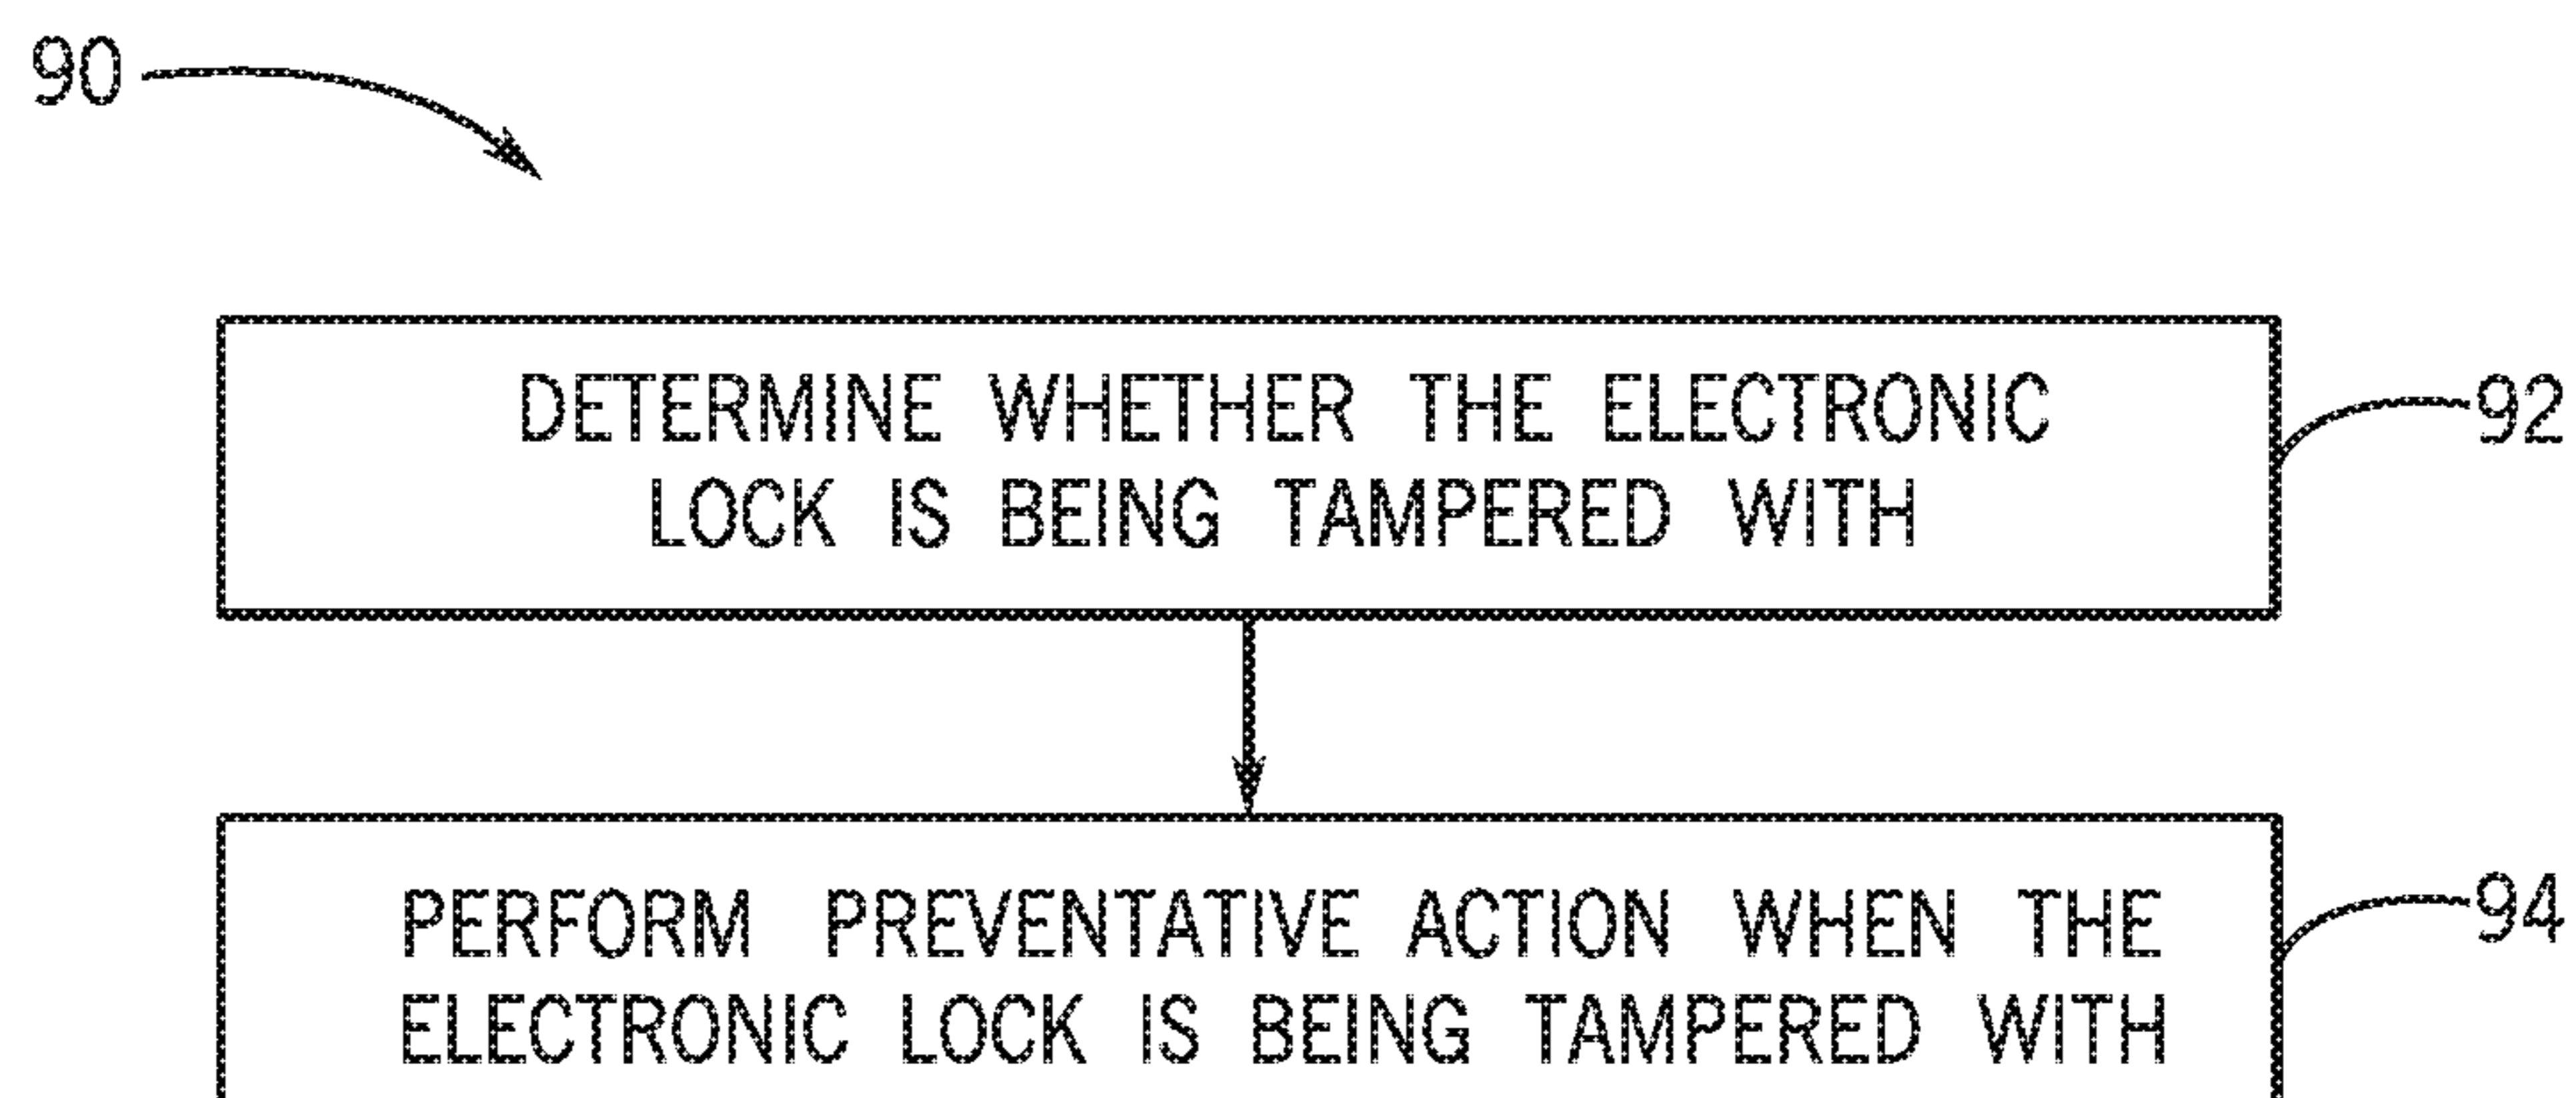 90
DETERMINE WHETHER THE ELECTRONIC
LOCK IS BEING TAMPERED WITH
92
PERFORM PREVENTATIVE ACTION WHEN THE
ELECTRONIC LOCK IS BEING TAMPERED WITH
94